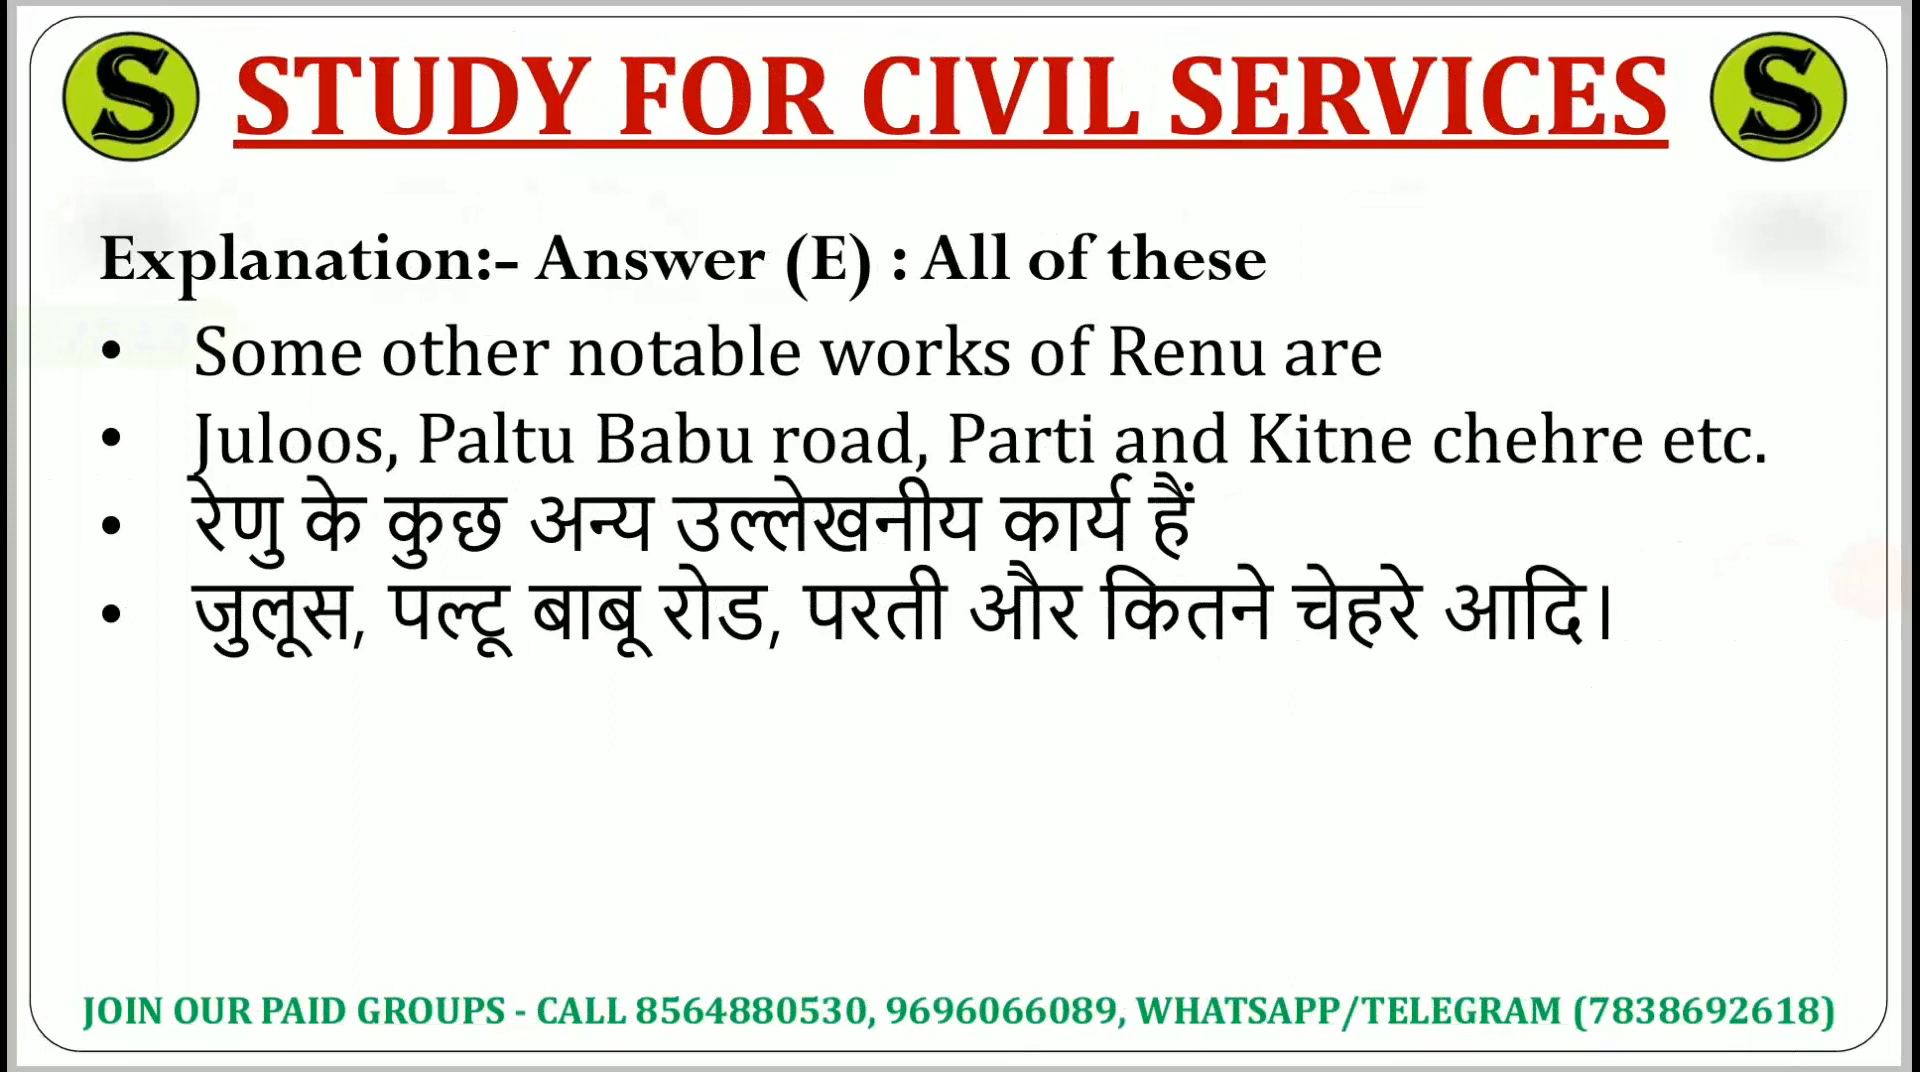 S STUDY FOR CIVIL SERVICES S
Explanation:- Answer (E) : All of these
• Some other notable works of Renu are
• Juloos, Paltu Babu road, Parti and Kitne chehre etc.
• रेणु के कुछ अन्य उल्लेखनीय कार्य हैं
• जुलूस, पल्टू बाबू रोड, परती और कितने चेहरे आदि।
JOIN OUR PAID GROUPS - CALL 8564880530, 9696066089, WHATSAPP/TELEGRAM (7838692618)